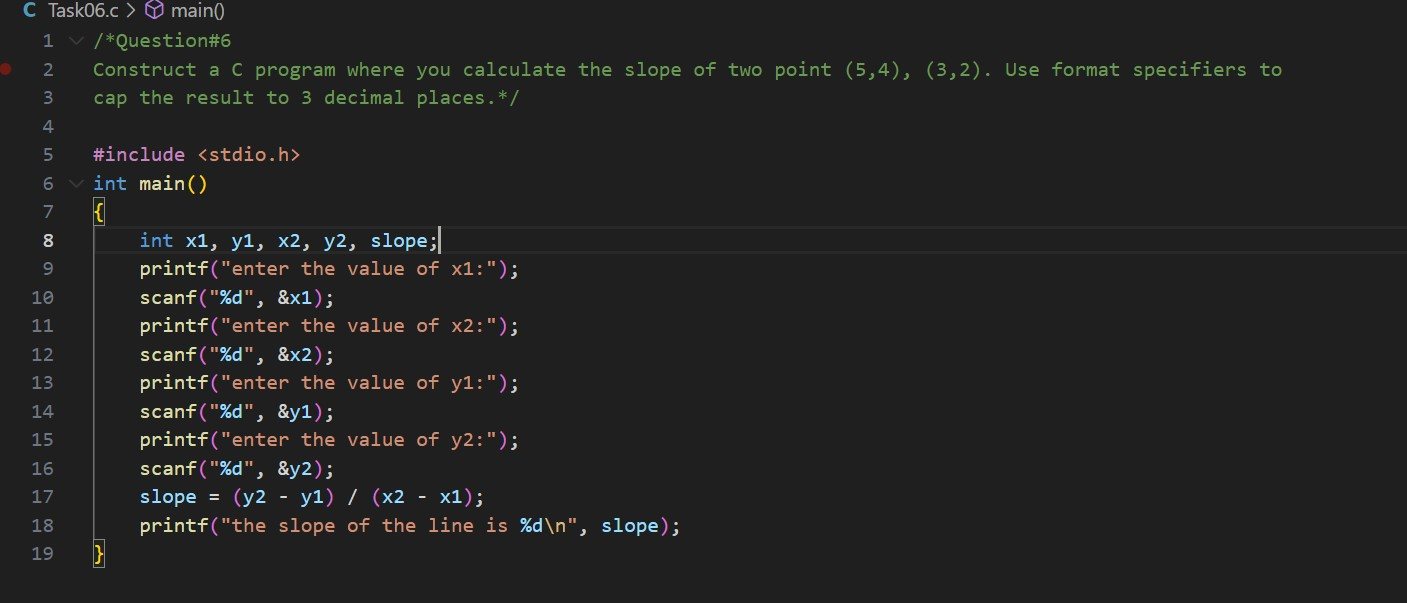 C Task06.c > main()
1 /*Question#6
2 Construct a C program where you calculate the slope of two point (5,4), (3,2). Use format specifiers to
3 cap the result to 3 decimal places.*/
4
5 #include <stdio.h>
6 int main()
7 {
8     int x1, y1, x2, y2, slope;
9     printf("enter the value of x1:");
10     scanf("%d", &x1);
11     printf("enter the value of x2:");
12     scanf("%d", &x2);
13     printf("enter the value of y1:");
14     scanf("%d", &y1);
15     printf("enter the value of y2:");
16     scanf("%d", &y2);
17     slope = (y2 - y1) / (x2 - x1);
18     printf("the slope of the line is %d\n", slope);
19 }